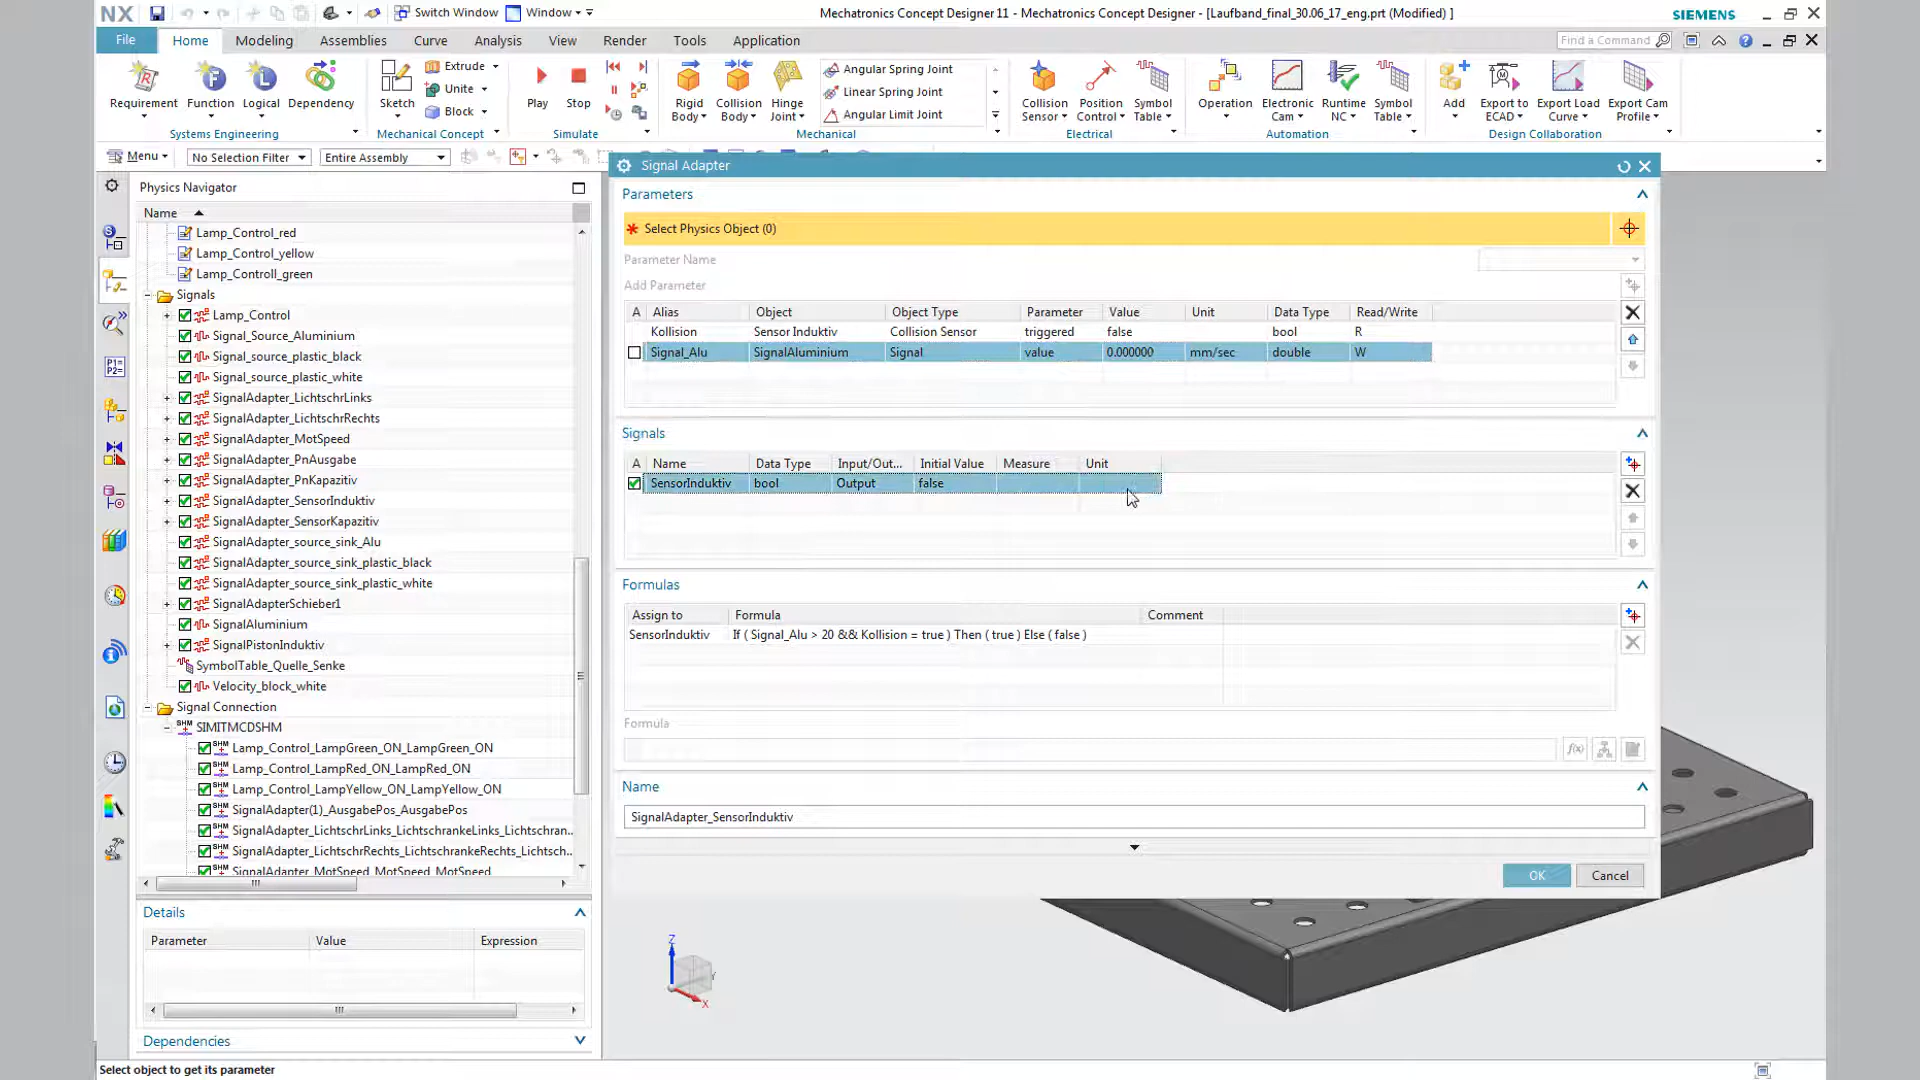 NX
Switch Window
Window
Mechatronics Concept Designer 11 - Mechatronics Concept Designer - [Laufband_final_30.06_17_eng.prt (Modified) ]
SIEMENS
File
Home
Modeling
Assemblies
Curve
Analysis
View
Render
Tools
Application
Find a Command
Requirement
Function
Logical
Dependency
Systems Engineering
Sketch
Extrude
Unite
Block
Mechanical Concept
Play
Stop
Simulate
Rigid Body
Collision Body
Hinge Joint
Angular Spring Joint
Linear Spring Joint
Angular Limit Joint
Mechanical
Collision Sensor
Position Control
Symbol Table
Electrical
Operation
Electronic Cam
Runtime NC
Symbol Table
Automation
Add
Export to ECAD
Export Load Curve
Export Cam Profile
Design Collaboration
Menu
No Selection Filter
Entire Assembly
Physics Navigator
Name
Lamp_Control_red
Lamp_Control_yellow
Lamp_Controll_green
Signals
Lamp_Control
Signal_Source_Aluminium
Signal_source_plastic_black
Signal_source_plastic_white
SignalAdapter_LichtschrLinks
SignalAdapter_LichtschrRechts
SignalAdapter_MotSpeed
SignalAdapter_PnAusgabe
SignalAdapter_PnKapazitiv
SignalAdapter_SensorInduktiv
SignalAdapter_SensorKapazitiv
SignalAdapter_source_sink_Alu
SignalAdapter_source_sink_plastic_black
SignalAdapter_source_sink_plastic_white
SignalAdapterSchieber1
SignalAluminium
SignalPistonInduktiv
SymbolTable_Quelle_Senke
Velocity_block_white
Signal Connection
SIMITMCDSHM
Lamp_Control_LampGreen_ON_LampGreen_ON
Lamp_Control_LampRed_ON_LampRed_ON
Lamp_Control_LampYellow_ON_LampYellow_ON
SignalAdapter(1)_AusgabePos_AusgabePos
SignalAdapter_LichtschrLinks_LichtschrankeLinks_Lichtschran..
SignalAdapter_LichtschrRechts_LichtschrankeRechts_Lichtsch...
SignalAdapter_MotSpeed_MotSpeed_MotSpeed
Details
Parameter Value Expression
Dependencies
Select object to get its parameter
Signal Adapter
Parameters
* Select Physics Object (0)
Parameter Name
Add Parameter
A Alias Object Object Type Parameter Value Unit Data Type Read/Write
Kollision Sensor Induktiv Collision Sensor triggered false bool R
Signal_Alu SignalAluminium Signal value 0.000000 mm/sec double W
Signals
A Name Data Type Input/Out... Initial Value Measure Unit
SensorInduktiv bool Output false
Formulas
Assign to Formula Comment
SensorInduktiv If ( Signal_Alu > 20 && Kollision = true ) Then ( true ) Else ( false )
Formula
f(x)
Name
SignalAdapter_SensorInduktiv
OK
Cancel
Z
Y
X